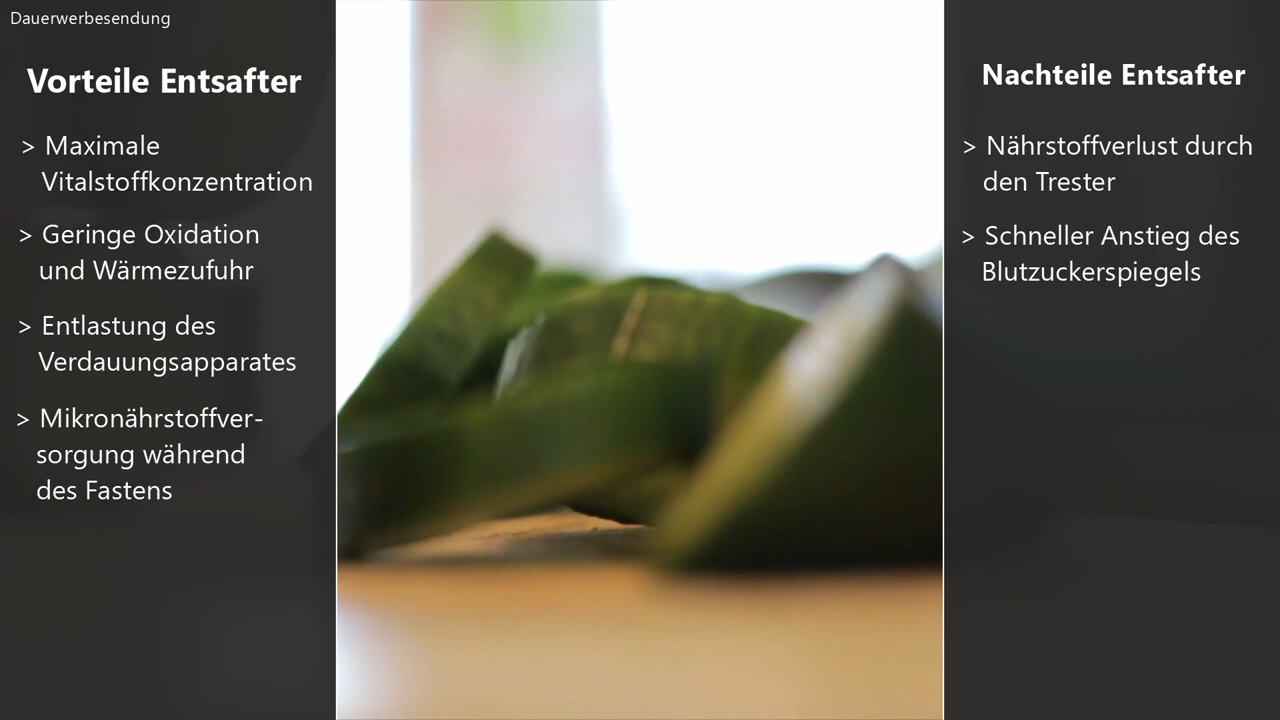 Dauerwerbesendung
Vorteile Entsafter
> Maximale
Vitalstoffkonzentration
> Geringe Oxidation
und Wärmezufuhr
> Entlastung des
Verdauungsapparates
> Mikronährstoffver-
sorgung während
des Fastens
Nachteile Entsafter
> Nährstoffverlust durch
den Trester
> Schneller Anstieg des
Blutzuckerspiegels